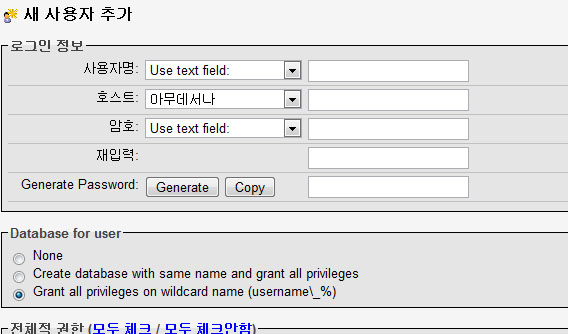 새 사용자 추가
로그인 정보
사용자명: Use text field:
호스트: 아무데서나
암호: Use text field:
재입력:
Generate Password: Generate Copy
Database for user
None
Create database with same name and grant all privileges
Grant all privileges on wildcard name (username\_%)
전체적 권한 (모두 체크 / 모두 체크안함)